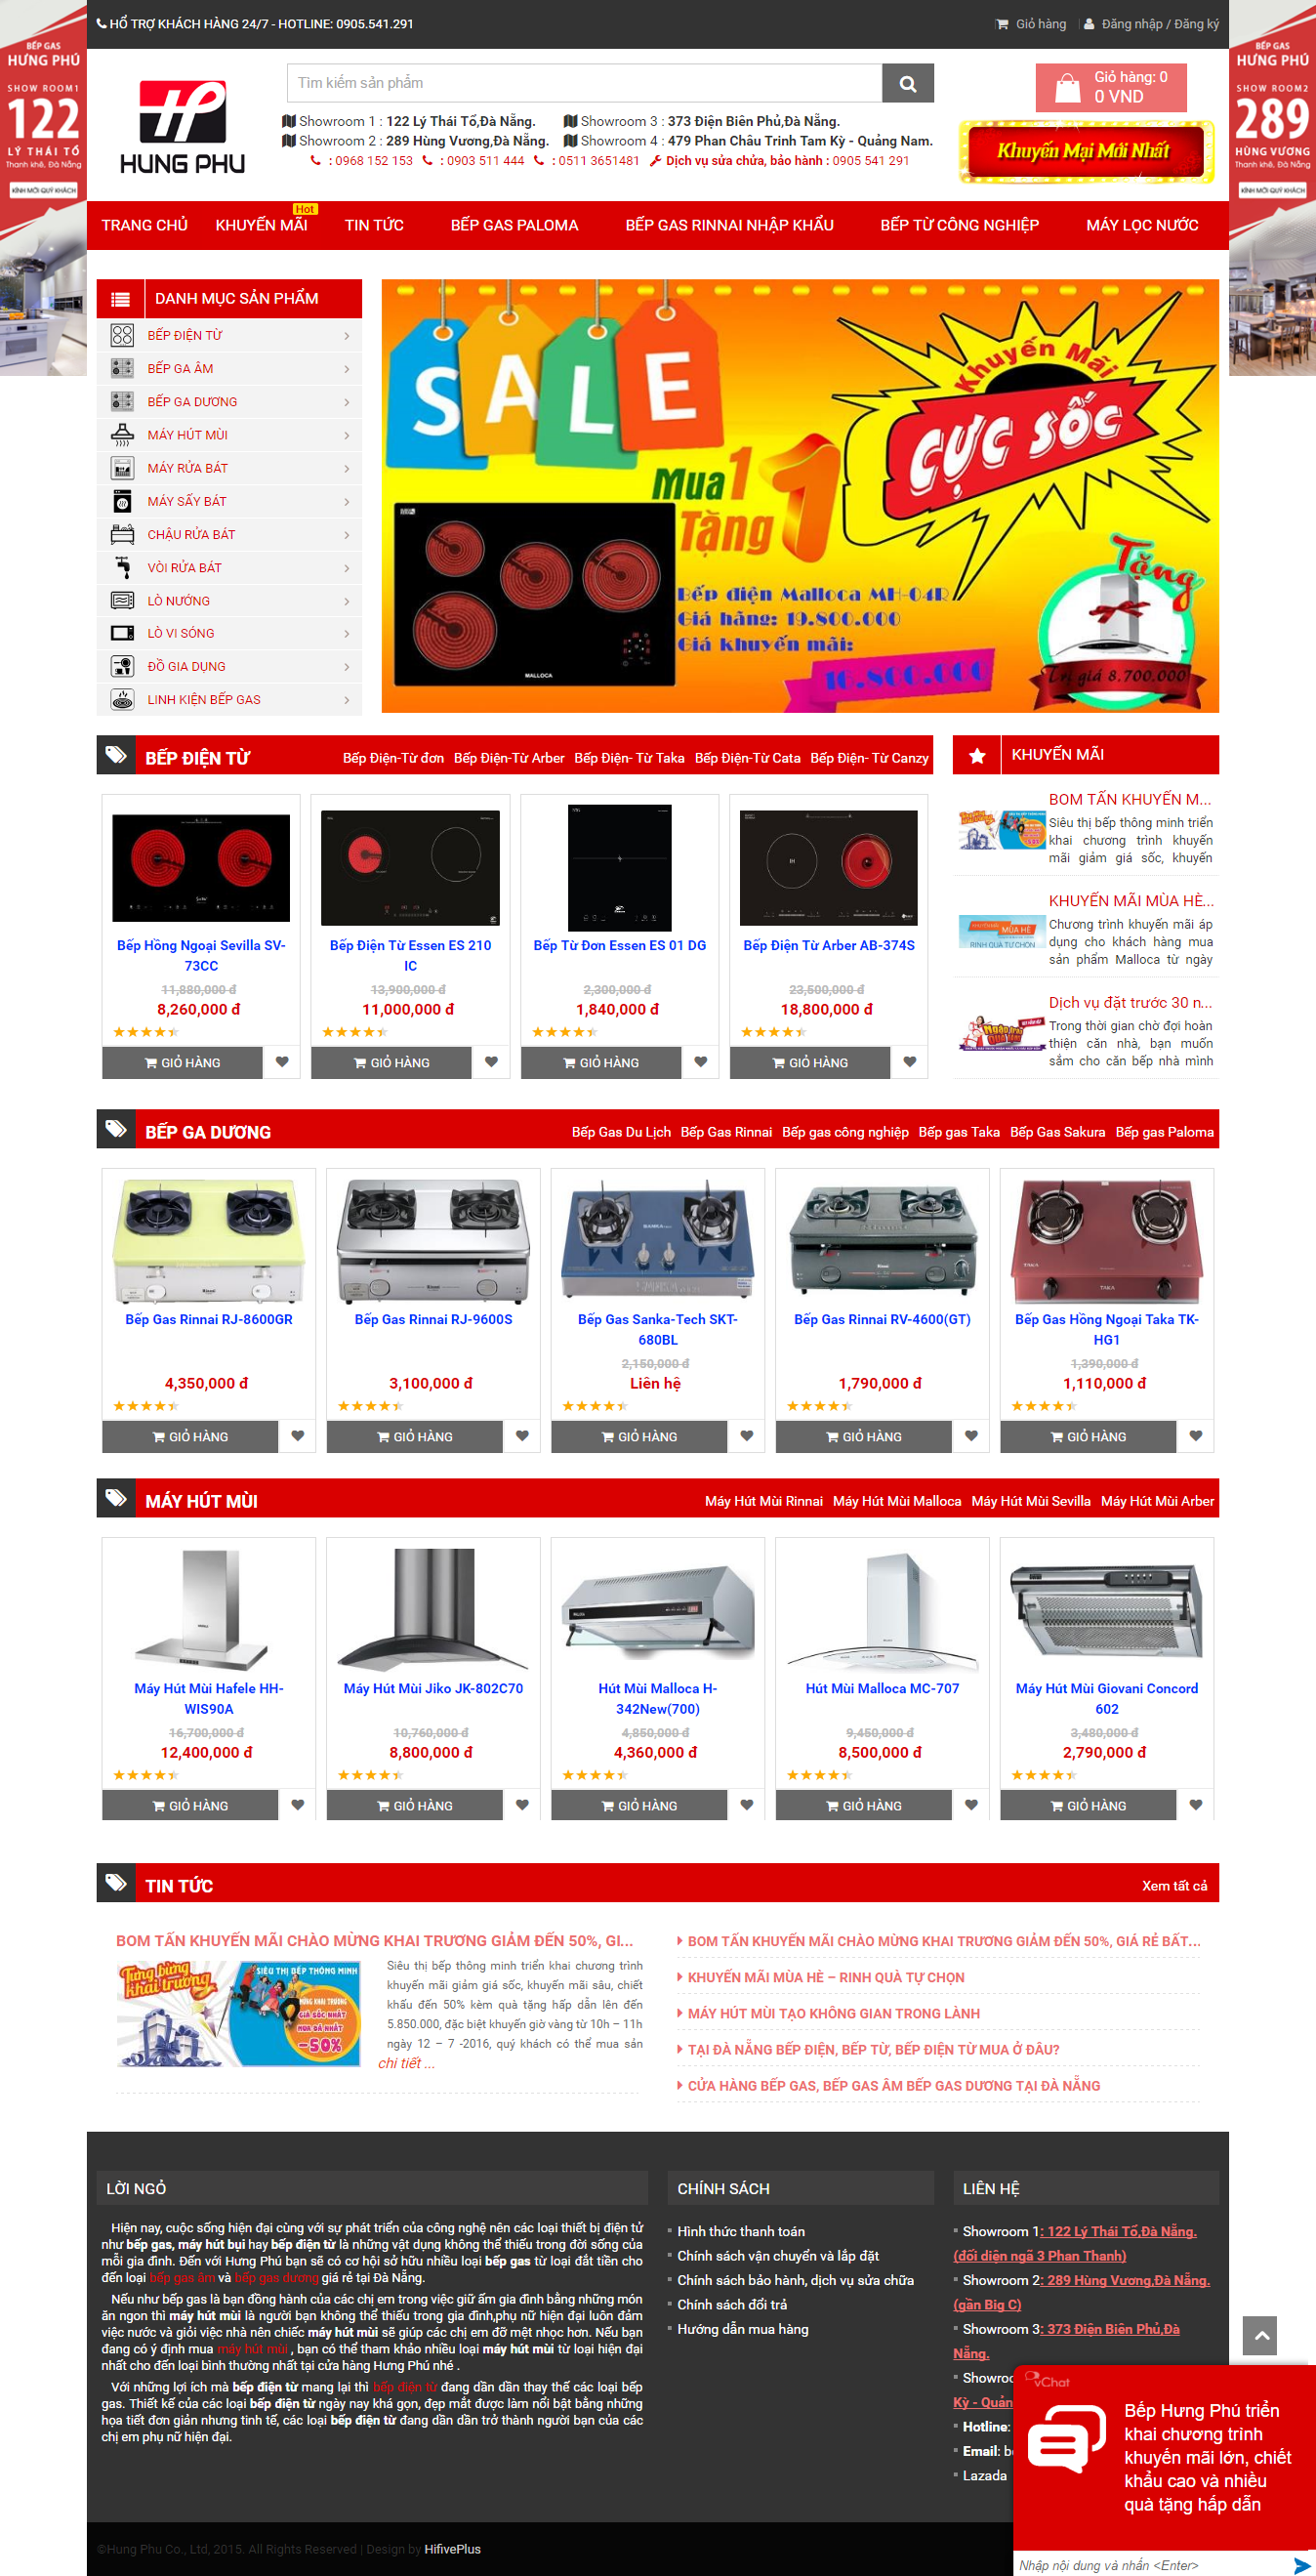 HỖ TRỢ KHÁCH HÀNG 24/7 - HOTLINE: 0905.541.291
Giỏ hàng
Đăng nhập / Đăng ký
BẾP GAS
HƯNG PHÚ
SHOW ROOM1
122
LÝ THÁI TỔ
Thanh khê, Đà Nẵng
KÍNH MỜI QUÝ KHÁCH
BẾP GAS
HƯNG PHÚ
SHOW ROOM2
289
HÙNG VƯƠNG
Thanh khê, Đà Nẵng
KÍNH MỜI QUÝ KHÁCH
HUNG PHU
Tìm kiếm sản phẩm
Showroom 1 : 122 Lý Thái Tổ,Đà Nẵng.
Showroom 3 : 373 Điện Biên Phủ,Đà Nẵng.
Showroom 2 : 289 Hùng Vương,Đà Nẵng.
Showroom 4 : 479 Phan Châu Trinh Tam Kỳ - Quảng Nam.
: 0968 152 153 : 0903 511 444 : 0511 3651481 Dịch vụ sửa chửa, bảo hành : 0905 541 291
Giỏ hàng: 0
0 VND
Khuyến Mại Mới Nhất
TRANG CHỦ
KHUYẾN MÃI
Hot
TIN TỨC
BẾP GAS PALOMA
BẾP GAS RINNAI NHẬP KHẨU
BẾP TỪ CÔNG NGHIỆP
MÁY LỌC NƯỚC
DANH MỤC SẢN PHẨM
BẾP ĐIỆN TỪ
BẾP GA ÂM
BẾP GA DƯƠNG
MÁY HÚT MÙI
MÁY RỬA BÁT
MÁY SẤY BÁT
CHẬU RỬA BÁT
VÒI RỬA BÁT
LÒ NƯỚNG
LÒ VI SÓNG
ĐỒ GIA DỤNG
LINH KIỆN BẾP GAS
SALE
Khuyến Mãi
CỰC SỐC
Mua 1
Tặng 1
Bếp điện Malloca MH-04R
Giá hãng: 19.800.000
Giá khuyến mãi:
16.800.000
MALLOCA
Tặng
Trị giá 8.700.000
BẾP ĐIỆN TỪ
Bếp Điện-Từ đơn
Bếp Điện-Từ Arber
Bếp Điện- Từ Taka
Bếp Điện-Từ Cata
Bếp Điện- Từ Canzy
Bếp Hồng Ngoại Sevilla SV-73CC
11,880,000 đ
8,260,000 đ
GIỎ HÀNG
Bếp Điện Từ Essen ES 210 IC
13,900,000 đ
11,000,000 đ
GIỎ HÀNG
Bếp Từ Đơn Essen ES 01 DG
2,300,000 đ
1,840,000 đ
GIỎ HÀNG
Bếp Điện Từ Arber AB-374S
23,500,000 đ
18,800,000 đ
GIỎ HÀNG
KHUYẾN MÃI
BOM TẤN KHUYẾN M...
Siêu thị bếp thông minh triển
khai chương trình khuyến
mãi giảm giá sốc, khuyến
KHUYẾN MÃI MÙA HÈ...
Chương trình khuyến mãi áp
dụng cho khách hàng mua
sản phẩm Malloca từ ngày
Dịch vụ đặt trước 30 n...
Trong thời gian chờ đợi hoàn
thiện căn nhà, bạn muốn
sắm cho căn bếp nhà mình
BẾP GA DƯƠNG
Bếp Gas Du Lịch
Bếp Gas Rinnai
Bếp gas công nghiệp
Bếp gas Taka
Bếp Gas Sakura
Bếp gas Paloma
Bếp Gas Rinnai RJ-8600GR
4,350,000 đ
GIỎ HÀNG
Bếp Gas Rinnai RJ-9600S
3,100,000 đ
GIỎ HÀNG
Bếp Gas Sanka-Tech SKT-680BL
2,150,000 đ
Liên hệ
GIỎ HÀNG
Bếp Gas Rinnai RV-4600(GT)
1,790,000 đ
GIỎ HÀNG
Bếp Gas Hồng Ngoại Taka TK-HG1
1,390,000 đ
1,110,000 đ
GIỎ HÀNG
MÁY HÚT MÙI
Máy Hút Mùi Rinnai
Máy Hút Mùi Malloca
Máy Hút Mùi Sevilla
Máy Hút Mùi Arber
Máy Hút Mùi Hafele HH-WIS90A
16,700,000 đ
12,400,000 đ
GIỎ HÀNG
Máy Hút Mùi Jiko JK-802C70
10,760,000 đ
8,800,000 đ
GIỎ HÀNG
Hút Mùi Malloca H-342New(700)
4,850,000 đ
4,360,000 đ
GIỎ HÀNG
Hút Mùi Malloca MC-707
9,450,000 đ
8,500,000 đ
GIỎ HÀNG
Máy Hút Mùi Giovani Concord 602
3,480,000 đ
2,790,000 đ
GIỎ HÀNG
TIN TỨC
Xem tất cả
BOM TẤN KHUYẾN MÃI CHÀO MỪNG KHAI TRƯƠNG GIẢM ĐẾN 50%, GI...
Tưng bừng
khai trương
SIÊU THỊ BẾP THÔNG MINH
MỪNG KHAI TRƯƠNG
GIÁ SỐC NHẤT
MUA ĐÃ NHẤT
-50%
Siêu thị bếp thông minh triển khai chương trình
khuyến mãi giảm giá sốc, khuyến mãi sâu, chiết
khấu đến 50% kèm quà tặng hấp dẫn lên đến
5.850.000, đặc biệt khuyến giờ vàng từ 10h – 11h
ngày 12 – 7 -2016, quý khách có thể mua sản
chi tiết ...
BOM TẤN KHUYẾN MÃI CHÀO MỪNG KHAI TRƯƠNG GIẢM ĐẾN 50%, GIÁ RẺ BẤT...
KHUYẾN MÃI MÙA HÈ – RINH QUÀ TỰ CHỌN
MÁY HÚT MÙI TẠO KHÔNG GIAN TRONG LÀNH
TẠI ĐÀ NẴNG BẾP ĐIỆN, BẾP TỪ, BẾP ĐIỆN TỪ MUA Ở ĐÂU?
CỬA HÀNG BẾP GAS, BẾP GAS ÂM BẾP GAS DƯƠNG TẠI ĐÀ NẴNG
LỜI NGỎ
Hiện nay, cuộc sống hiện đại cùng với sự phát triển của công nghệ nên các loại thiết bị điện tử
như bếp gas, máy hút bụi hay bếp điện từ là những vật dụng không thể thiếu trong đời sống của
mỗi gia đình. Đến với Hưng Phú bạn sẽ có cơ hội sở hữu nhiều loại bếp gas từ loại đắt tiền cho
đến loại bếp gas âm và bếp gas dương giá rẻ tại Đà Nẵng.
Nếu như bếp gas là bạn đồng hành của các chị em trong việc giữ ấm gia đình bằng những món
ăn ngon thì máy hút mùi là người bạn không thể thiếu trong gia đình,phụ nữ hiện đại luôn đảm
việc nước và giỏi việc nhà nên chiếc máy hút mùi sẽ giúp các chị em đỡ mệt nhọc hơn. Nếu bạn
đang có ý định mua máy hút mùi , bạn có thể tham khảo nhiều loại máy hút mùi từ loại hiện đại
nhất cho đến loại bình thường nhất tại cửa hàng Hưng Phú nhé .
Với những lợi ích mà bếp điện từ mang lại thì bếp điện từ đang dần dần thay thế các loại bếp
gas. Thiết kế của các loại bếp điện từ ngày nay khá gọn, đẹp mắt được làm nổi bật bằng những
họa tiết đơn giản nhưng tinh tế, các loại bếp điện từ đang dần dần trở thành người bạn của các
chị em phụ nữ hiện đại.
CHÍNH SÁCH
Hình thức thanh toán
Chính sách vận chuyển và lắp đặt
Chính sách bảo hành, dịch vụ sửa chữa
Chính sách đổi trả
Hướng dẫn mua hàng
LIÊN HỆ
Showroom 1: 122 Lý Thái Tổ,Đà Nẵng.
(đối diện ngã 3 Phan Thanh)
Showroom 2: 289 Hùng Vương,Đà Nẵng.
(gần Big C)
Showroom 3: 373 Điện Biên Phủ,Đà
Nẵng.
Showroo
Kỳ - Quản
Hotline:
Email: b
Lazada
vChat
Bếp Hưng Phú triển
khai chương trình
khuyến mãi lớn, chiết
khấu cao và nhiều
quà tặng hấp dẫn
Nhập nội dung và nhấn <Enter>
©Hung Phu Co., Ltd, 2015. All Rights Reserved | Design by HifivePlus